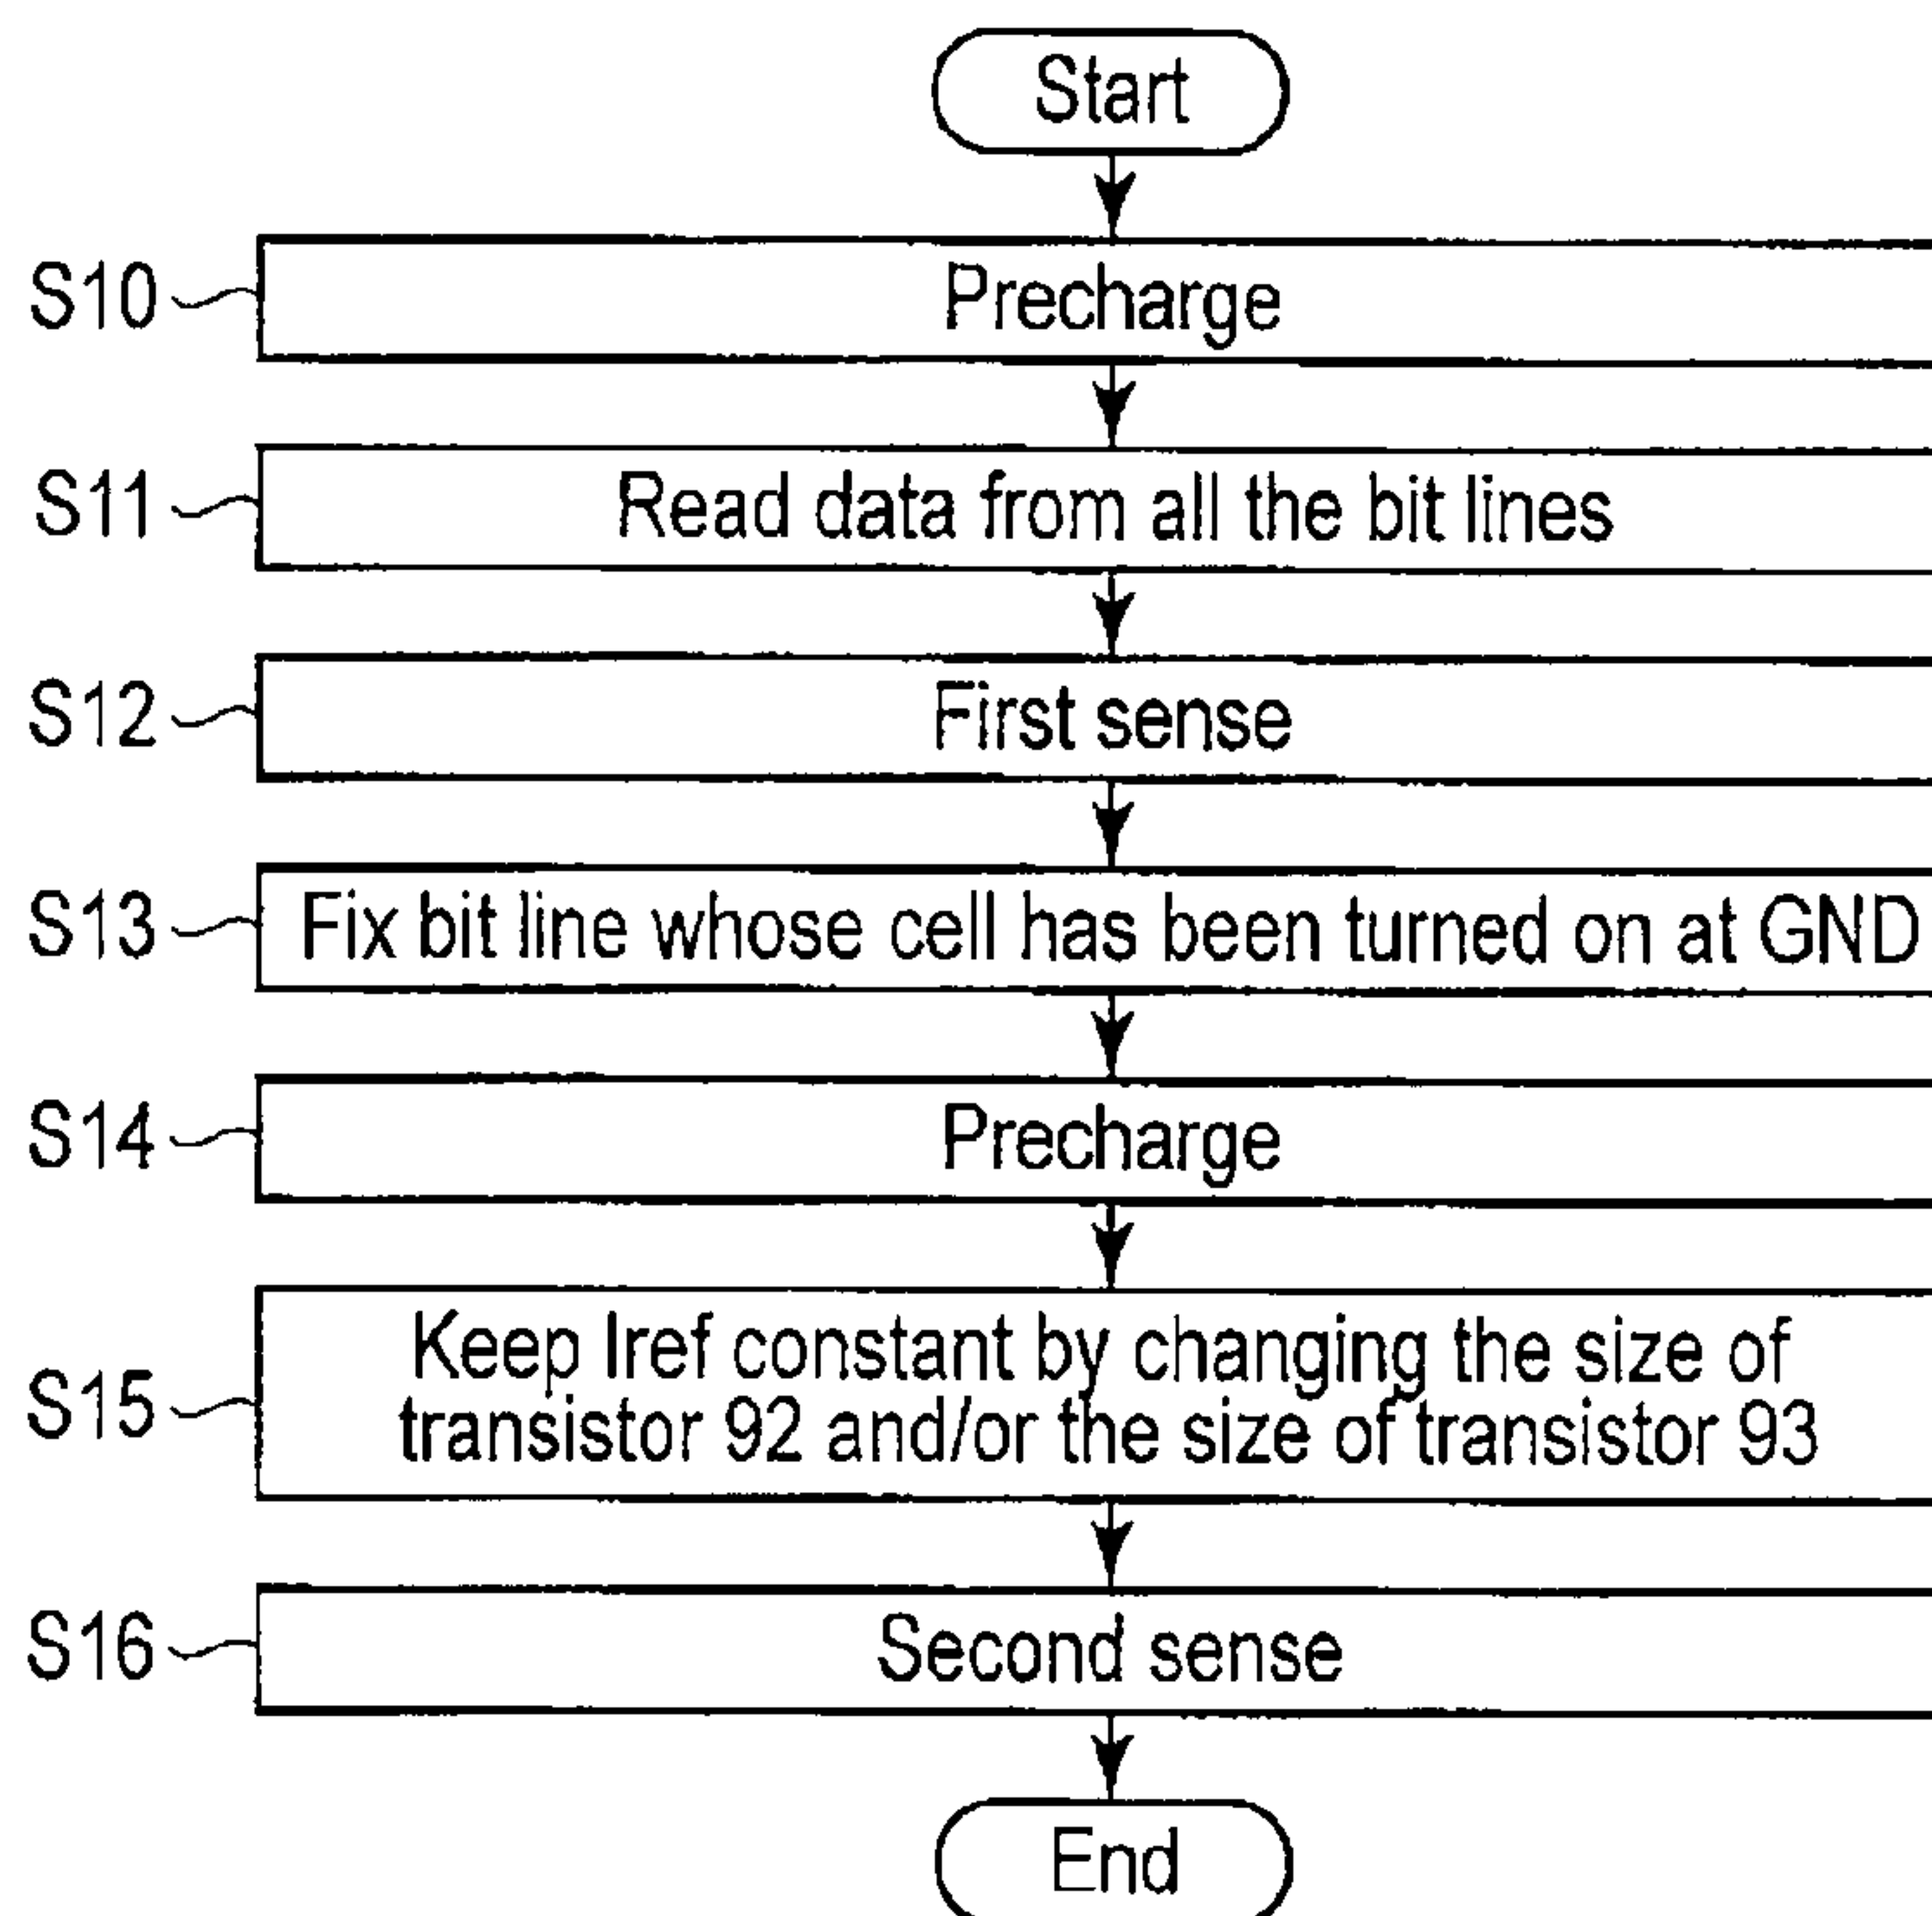 Start
S10
Precharge
S11
Read data from all the bit lines
S12
First sense
S13
Fix bit line whose cell has been turned on at GND
S14
Precharge
S15
Keep Iref constant by changing the size of
transistor 92 and/or the size of transistor 93
S16
Second sense
End